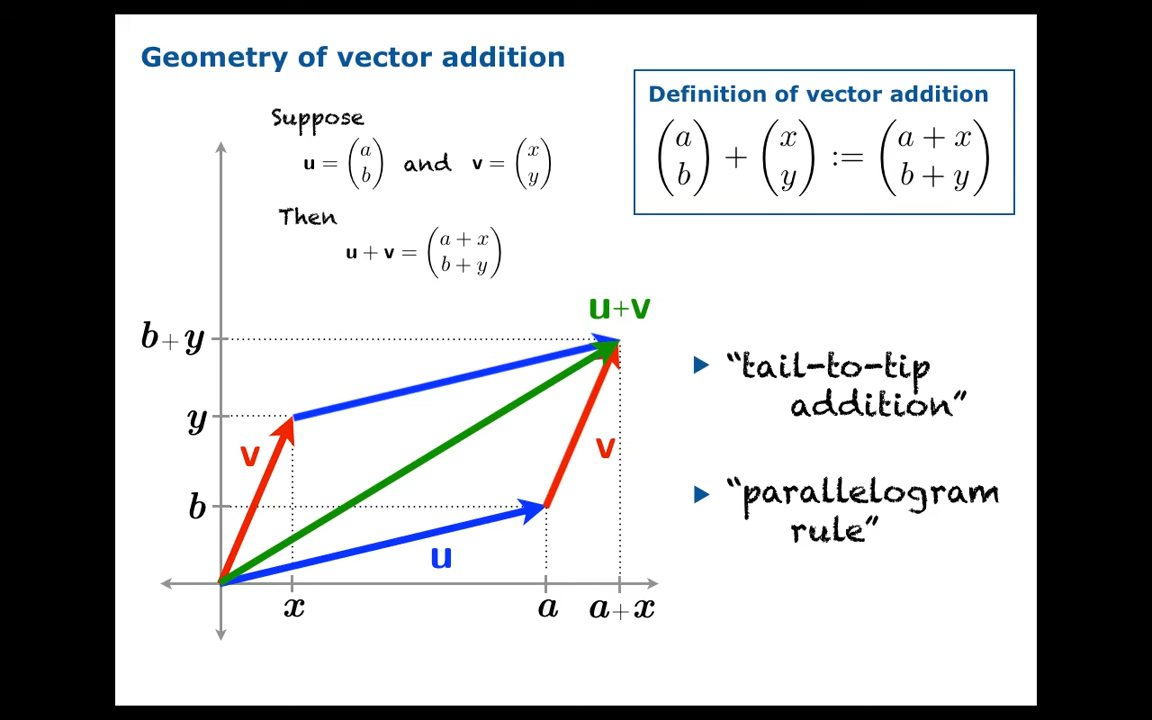 Geometry of vector addition
Definition of vector addition
(a b) + (x y) := (a + x b + y)
Suppose
u = (a b) and v = (x y)
Then
u + v = (a + x b + y)
u+v
b+y
y
b
v
v
u
x
a
a+x
“tail-to-tip
addition”
“parallelogram
rule”